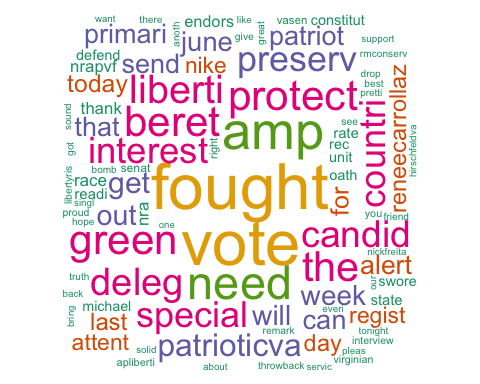 want there anoth endors like give great vasen constitut
primari june patriot support
defend send preserv rmconserv
nrapvf nike drop
today liberti protect best
pretti
thank beret amp countri reneecarrollaz
sound that see
got interest right rate hirschfeldva
rec
bomb senat unit
libertyris race get fought oath for
readi
singl nra you
proud out vote friend
hope one candid
green nickfreita
truth deleg need the alert
back our swore
michael week state
bring last special will can everi regist
remark tonight
attent patrioticva day interview
solid pleas
apliberti about throwback servic virginian